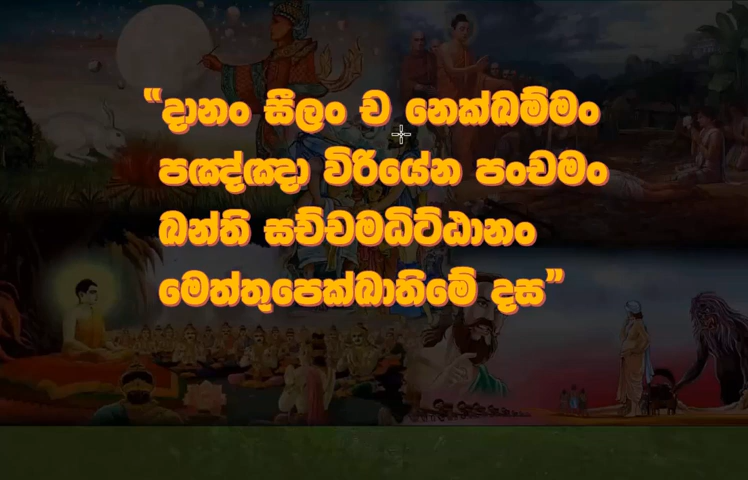 “දානං සීලං ච නෙක්ඛම්මං
පඤ්ඤා විරියේන පංචමං
ඛන්ති සච්චමධිට්ඨානං
මෙත්තුපෙක්ඛාතිමේ දස”